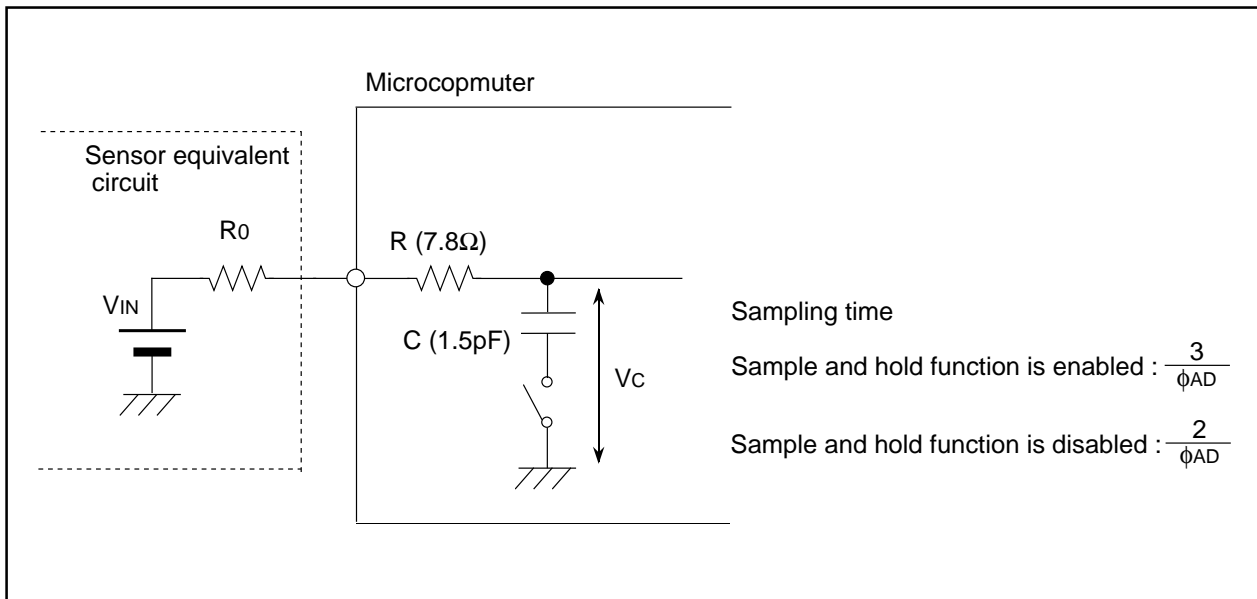 Microcopmuter
Sensor equivalent
circuit
R0
R (7.8Ω)
VIN
C (1.5pF)
VC
Sampling time
Sample and hold function is enabled : 3/ϕAD
Sample and hold function is disabled : 2/ϕAD